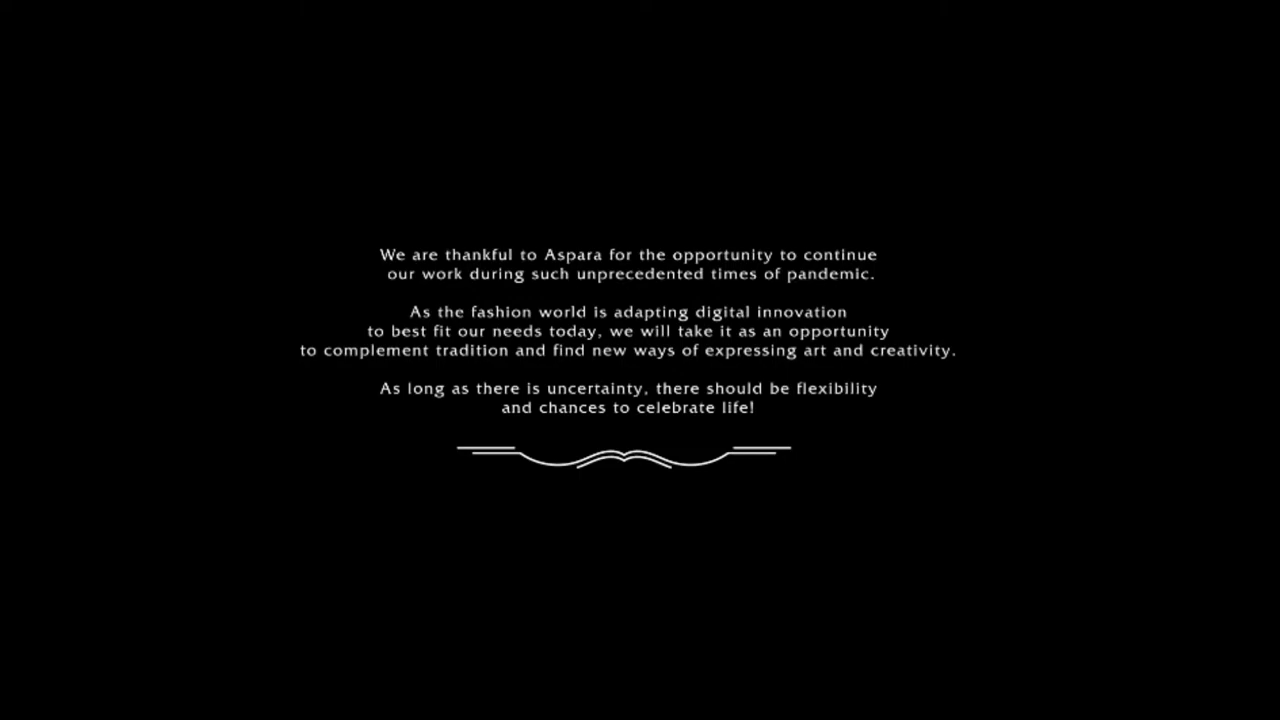 We are thankful to Aspara for the opportunity to continue
our work during such unprecedented times of pandemic.
As the fashion world is adapting digital innovation
to best fit our needs today, we will take it as an opportunity
to complement tradition and find new ways of expressing art and creativity.
As long as there is uncertainty, there should be flexibility
and chances to celebrate life!